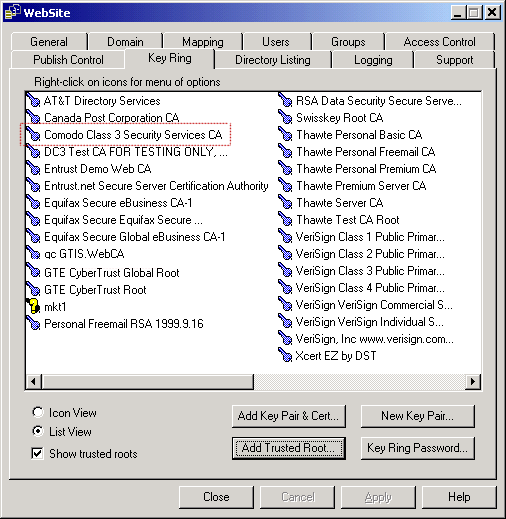 WebSite
General Domain Mapping Users Groups Access Control
Publish Control Key Ring Directory Listing Logging Support
Right-click on icons for menu of options
AT&T Directory Services
Canada Post Corporation CA
Comodo Class 3 Security Services CA
DC3 Test CA FOR TESTING ONLY, ...
Entrust Demo Web CA
Entrust.net Secure Server Certification Authority
Equifax Secure eBusiness CA-1
Equifax Secure Equifax Secure ...
Equifax Secure Global eBusiness CA-1
qc GTIS.WebCA
GTE CyberTrust Global Root
GTE CyberTrust Root
mkt1
Personal Freemail RSA 1999.9.16
RSA Data Security Secure Serve...
Swisskey Root CA
Thawte Personal Basic CA
Thawte Personal Freemail CA
Thawte Personal Premium CA
Thawte Premium Server CA
Thawte Server CA
Thawte Test CA Root
VeriSign Class 1 Public Primar...
VeriSign Class 2 Public Primar...
VeriSign Class 3 Public Primar...
VeriSign Class 4 Public Primar...
VeriSign VeriSign Commercial S...
VeriSign VeriSign Individual S...
VeriSign, Inc www.verisign.com...
Xcert EZ by DST
Icon View
List View
Show trusted roots
Add Key Pair & Cert...
New Key Pair...
Add Trusted Root...
Key Ring Password...
Close Cancel Apply Help